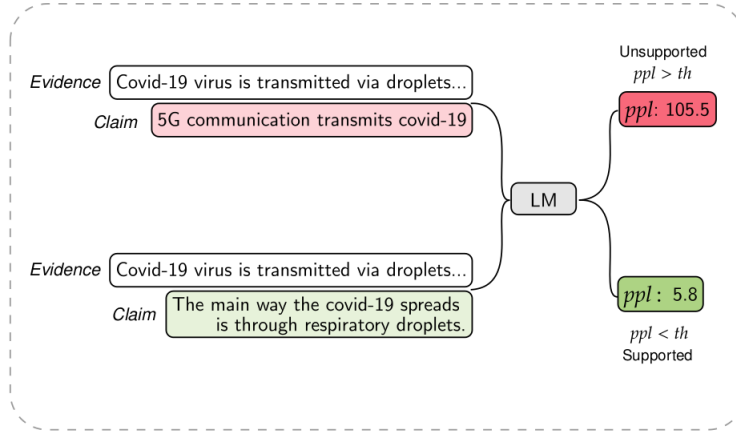 Evidence Covid-19 virus is transmitted via droplets...
Claim 5G communication transmits covid-19
Unsupported
ppl > th
ppl: 105.5
LM
Evidence Covid-19 virus is transmitted via droplets...
Claim The main way the covid-19 spreads
is through respiratory droplets.
ppl: 5.8
ppl < th
Supported